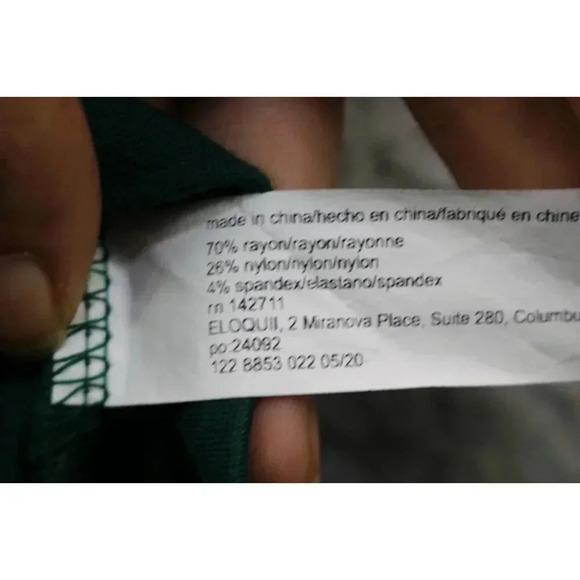 made in china/hecho en china/fabriqué en chine
70% rayon/rayon/rayonne
26% nylon/nylon/nylon
4% spandex/elastano/spandex
rn 142711
ELOQUII, 2 Miranova Place, Suite 280, Columbu
po:24092
122 8853 022 05/20